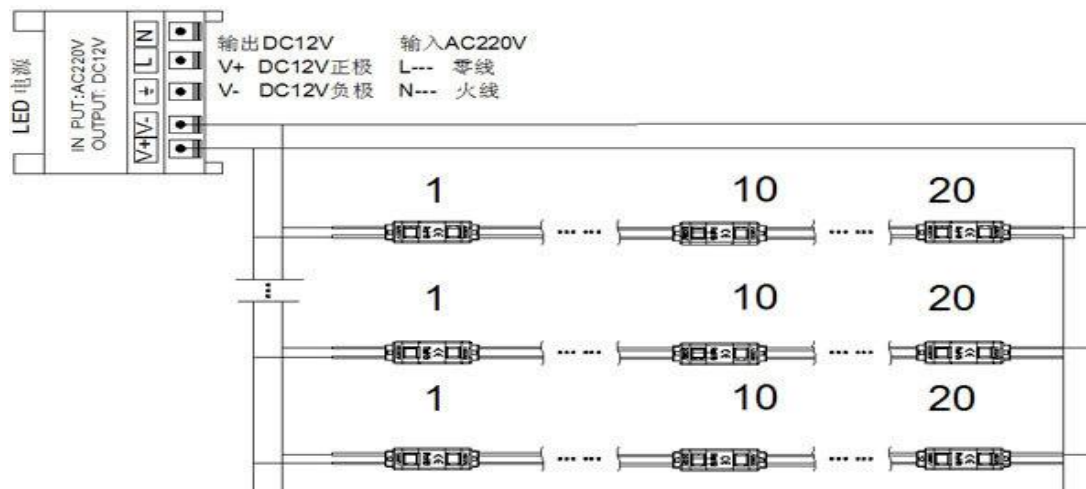 LED 电源
IN PUT:AC220V
OUTPUT: DC12V
N
L
V-
V+
输出DC12V 输入AC220V
V+ DC12V正极 L--- 零线
V- DC12V负极 N--- 火线
1 10 20
... ... ... ...
...
1 10 20
... ... ... ...
1 10 20
... ... ... ...